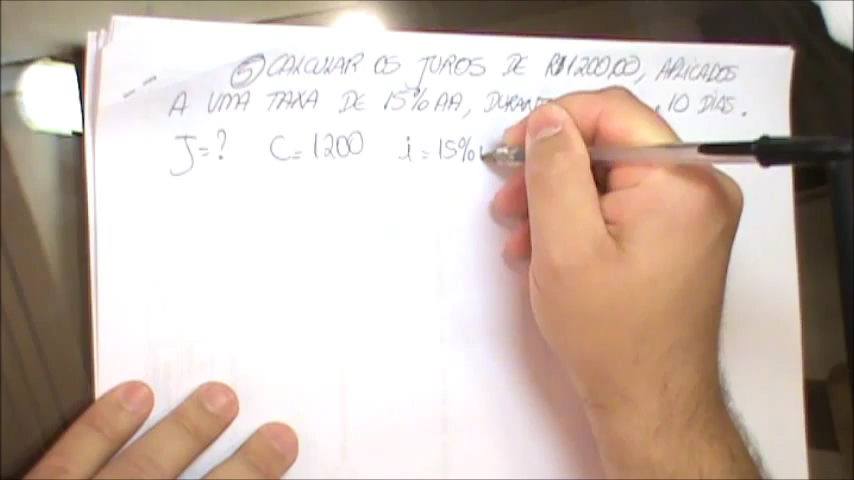 ⑤ CALCULAR OS JUROS DE R$1200,00, APLICADOS
A UMA TAXA DE 15% AA, 10 DIAS.
J=? C=1200 i=15%